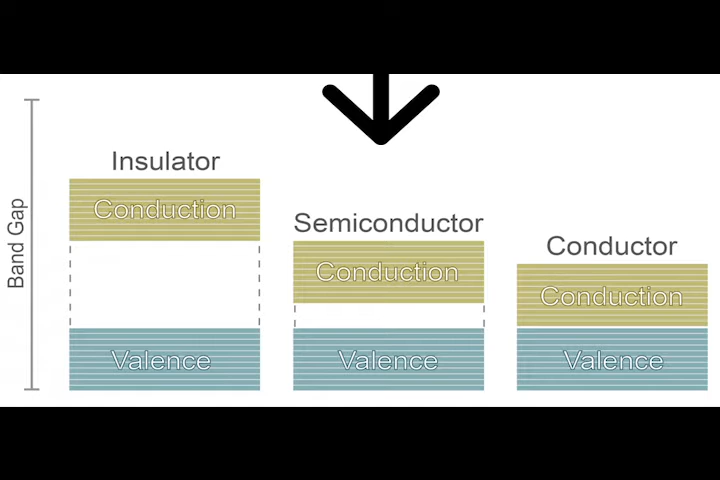 Band Gap
Insulator
Conduction
Valence
Semiconductor
Conduction
Valence
Conductor
Conduction
Valence